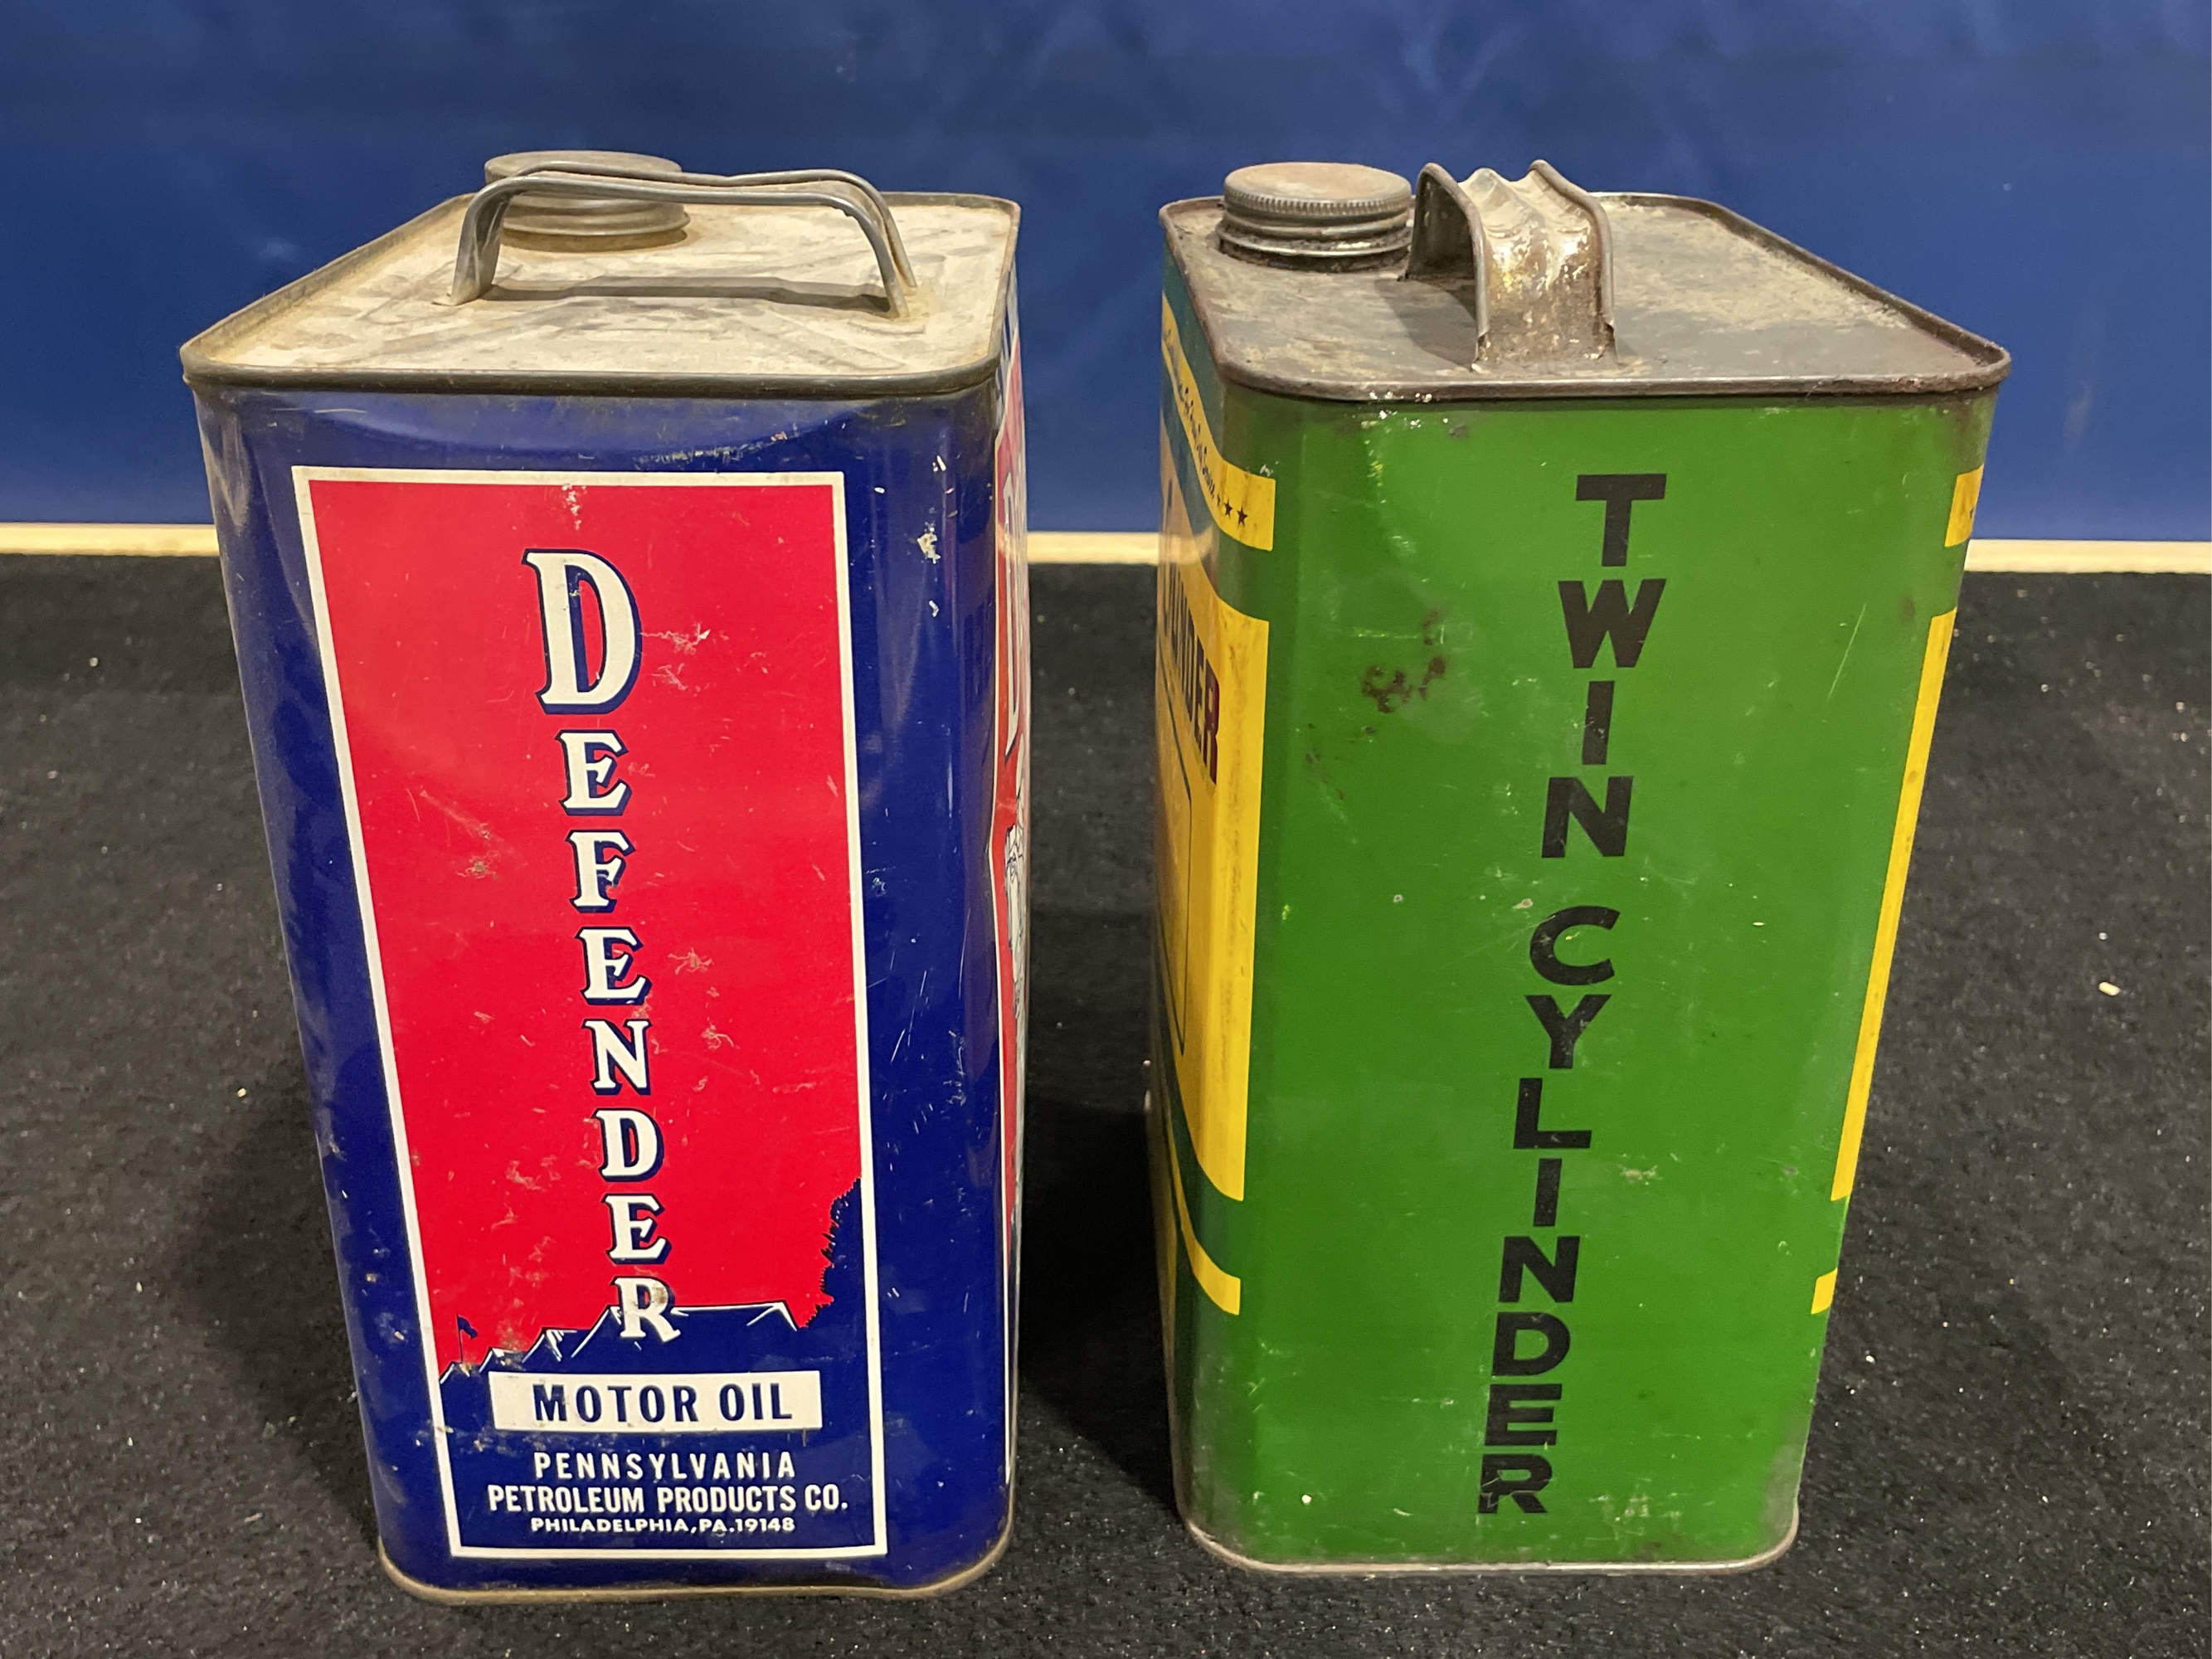 DEFENDER
MOTOR OIL
PENNSYLVANIA
PETROLEUM PRODUCTS CO.
PHILADELPHIA, PA. 19148
TWIN CYLINDER